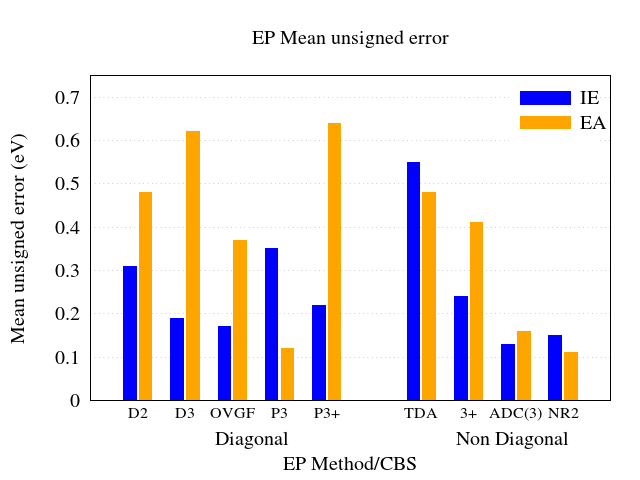 EP Mean unsigned error
IE
EA
Mean unsigned error (eV)
0.7
0.6
0.5
0.4
0.3
0.2
0.1
0
D2 D3 OVGF P3 P3+ TDA 3+ ADC(3) NR2
Diagonal Non Diagonal
EP Method/CBS